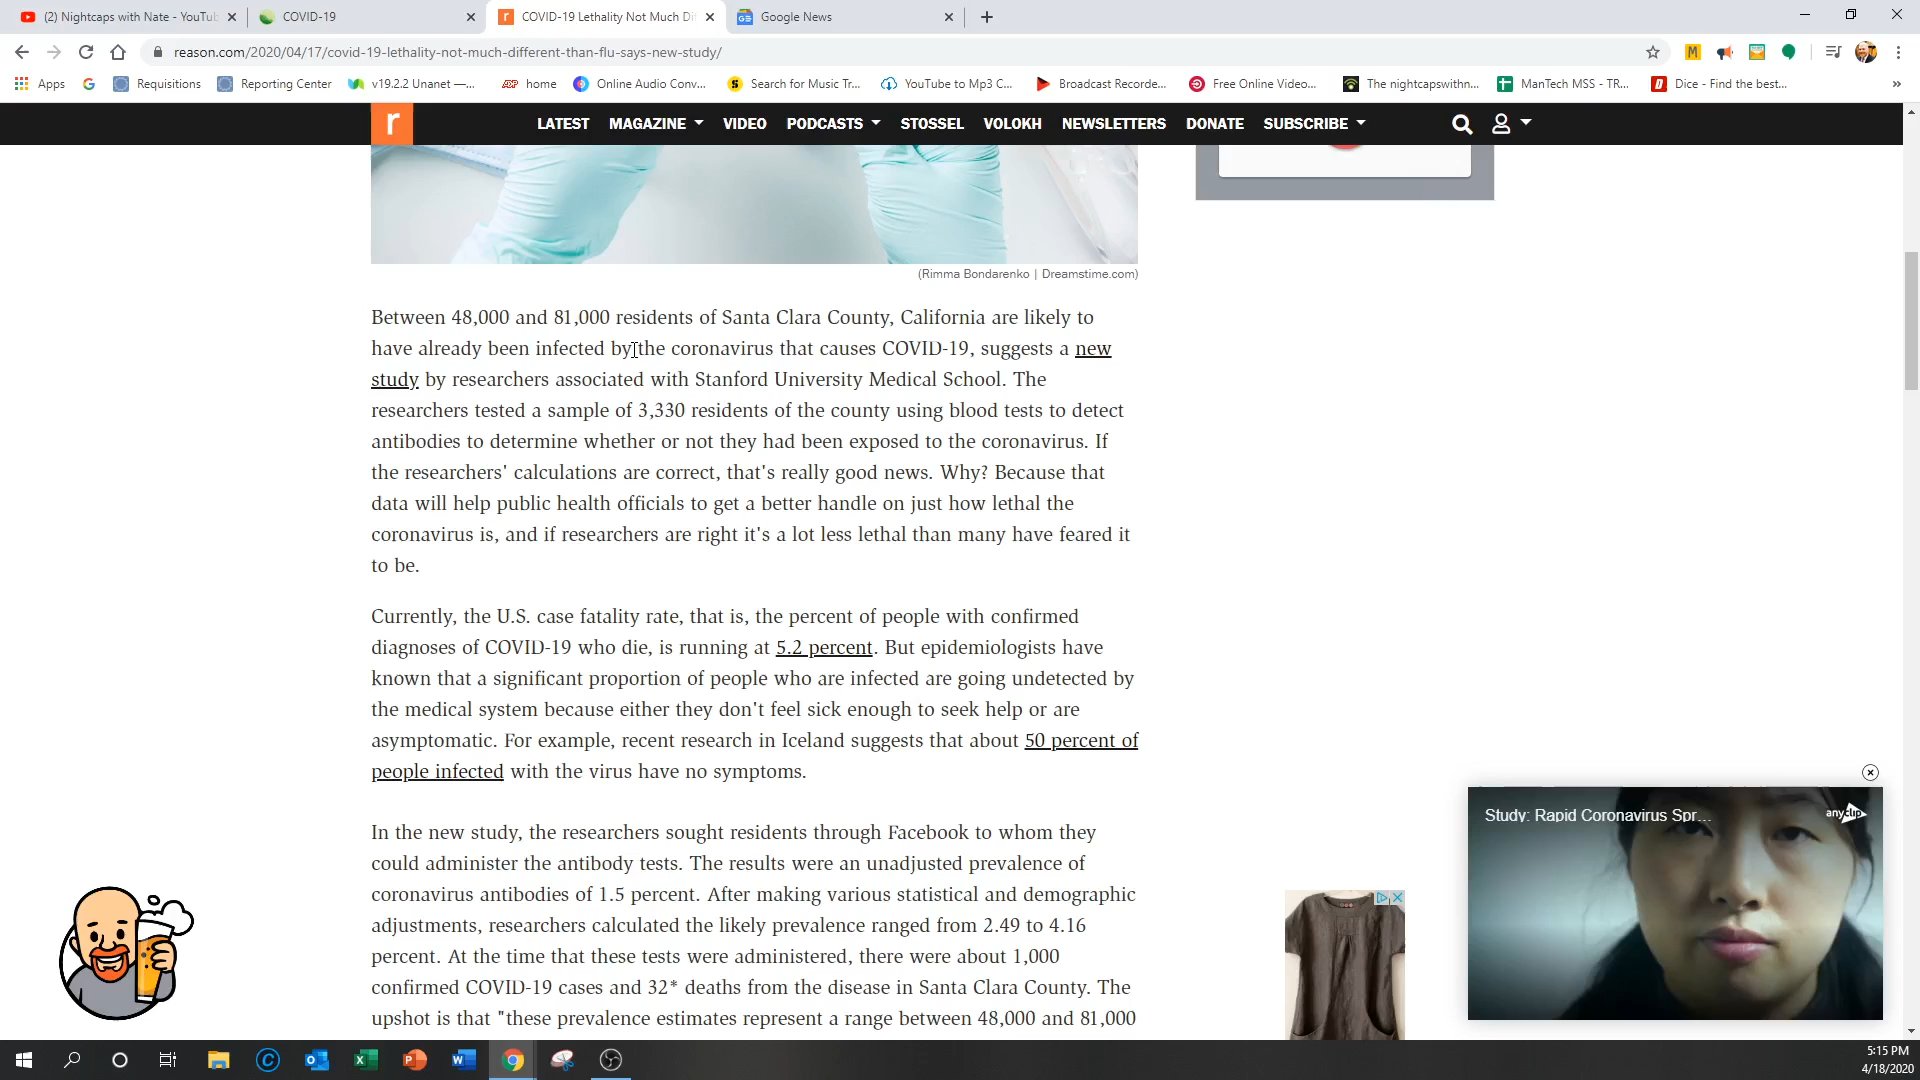 (2) Nightcaps with Nate - YouTub
COVID-19
COVID-19 Lethality Not Much Di
Google News
reason.com/2020/04/17/covid-19-lethality-not-much-different-than-flu-says-new-study/
Apps
Requisitions
Reporting Center
v19.2.2 Unanet —...
home
Online Audio Conv...
Search for Music Tr...
YouTube to Mp3 C...
Broadcast Recorde...
Free Online Video...
The nightcapswithn...
ManTech MSS - TR...
Dice - Find the best...
r
LATEST MAGAZINE VIDEO PODCASTS STOSSEL VOLOKH NEWSLETTERS DONATE SUBSCRIBE
(Rimma Bondarenko | Dreamstime.com)
Between 48,000 and 81,000 residents of Santa Clara County, California are likely to
have already been infected by the coronavirus that causes COVID-19, suggests a new
study by researchers associated with Stanford University Medical School. The
researchers tested a sample of 3,330 residents of the county using blood tests to detect
antibodies to determine whether or not they had been exposed to the coronavirus. If
the researchers' calculations are correct, that's really good news. Why? Because that
data will help public health officials to get a better handle on just how lethal the
coronavirus is, and if researchers are right it's a lot less lethal than many have feared it
to be.
Currently, the U.S. case fatality rate, that is, the percent of people with confirmed
diagnoses of COVID-19 who die, is running at 5.2 percent. But epidemiologists have
known that a significant proportion of people who are infected are going undetected by
the medical system because either they don't feel sick enough to seek help or are
asymptomatic. For example, recent research in Iceland suggests that about 50 percent of
people infected with the virus have no symptoms.
In the new study, the researchers sought residents through Facebook to whom they
could administer the antibody tests. The results were an unadjusted prevalence of
coronavirus antibodies of 1.5 percent. After making various statistical and demographic
adjustments, researchers calculated the likely prevalence ranged from 2.49 to 4.16
percent. At the time that these tests were administered, there were about 1,000
confirmed COVID-19 cases and 32* deaths from the disease in Santa Clara County. The
upshot is that "these prevalence estimates represent a range between 48,000 and 81,000
Study: Rapid Coronavirus Spr...
anyclip
5:15 PM
4/18/2020